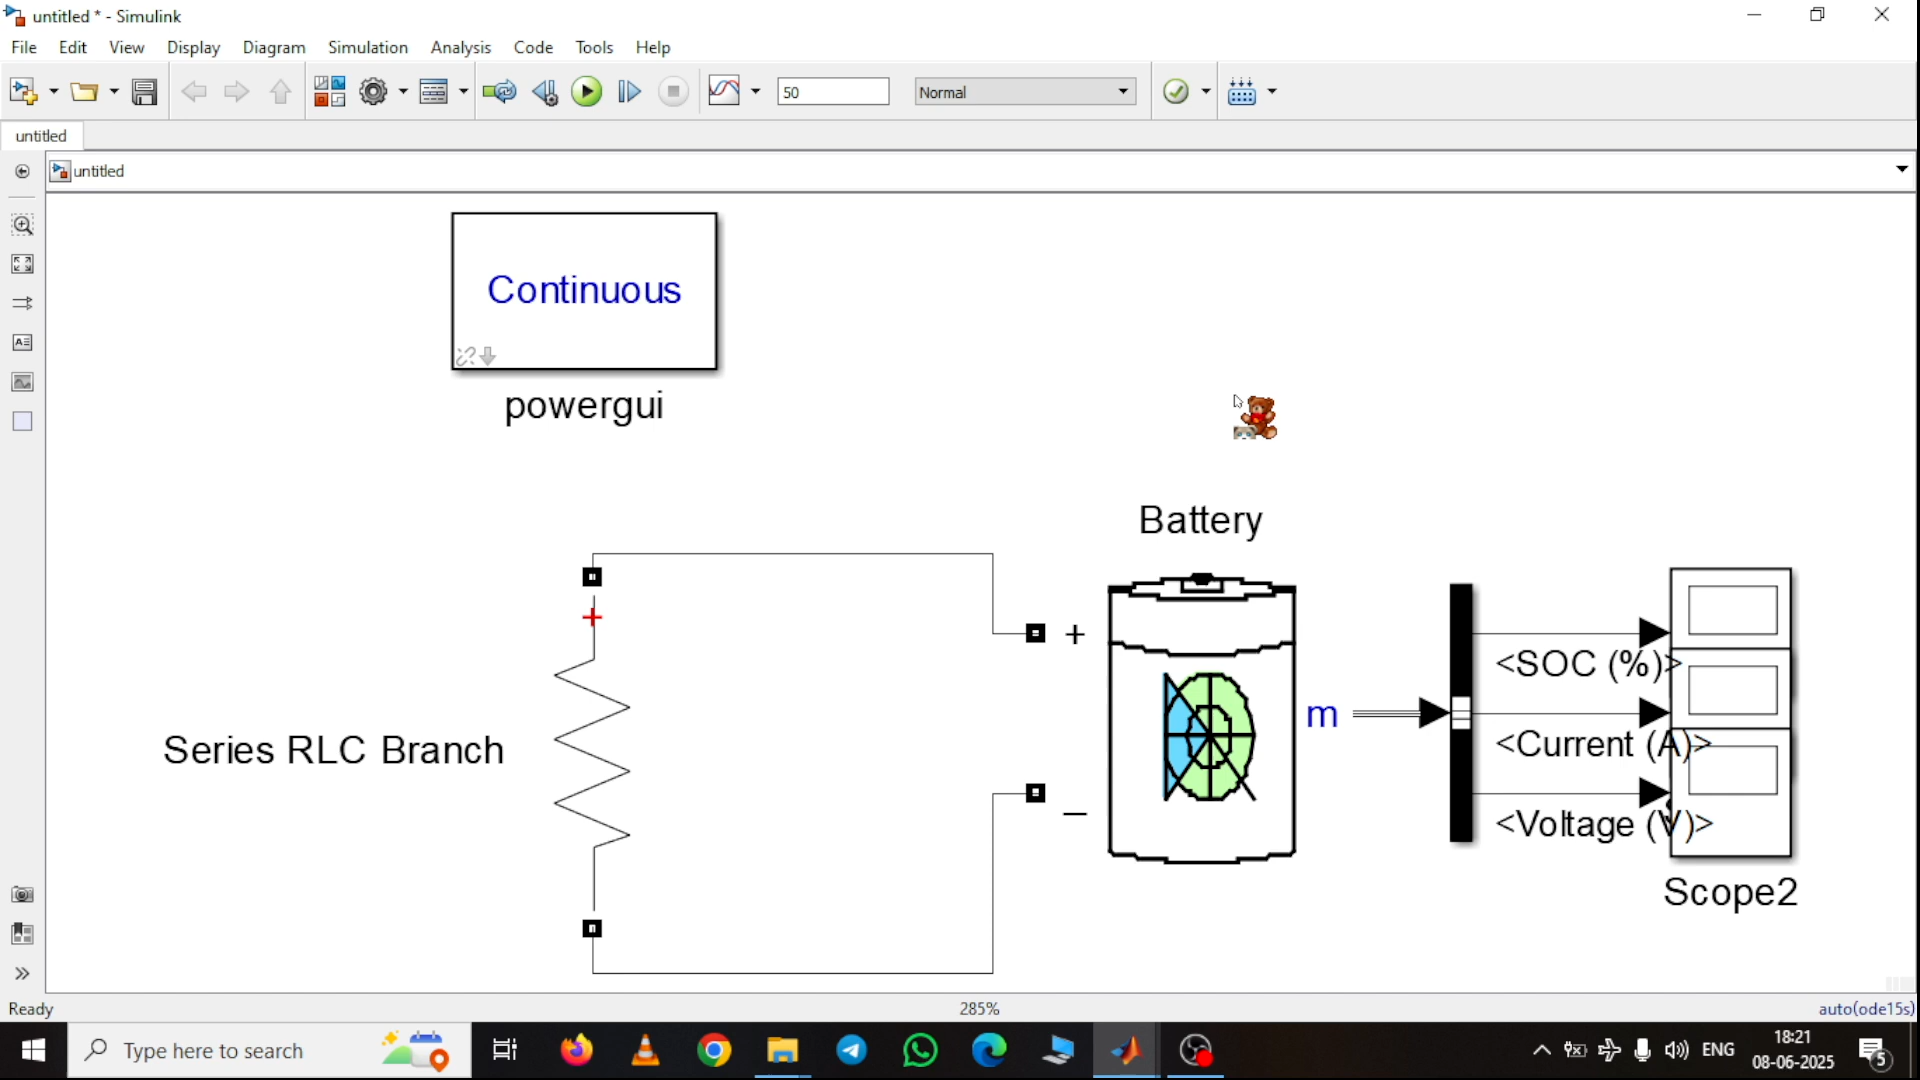 untitled * - Simulink
File Edit View Display Diagram Simulation Analysis Code Tools Help
50 Normal
untitled
untitled
Continuous
powergui
Battery
+
+
<SOC (%)>
m
Series RLC Branch
<Current (A)>
_
<Voltage (V)>
Scope2
Ready 285% auto(ode15s)
Type here to search
ENG
18:21
08-06-2025
5